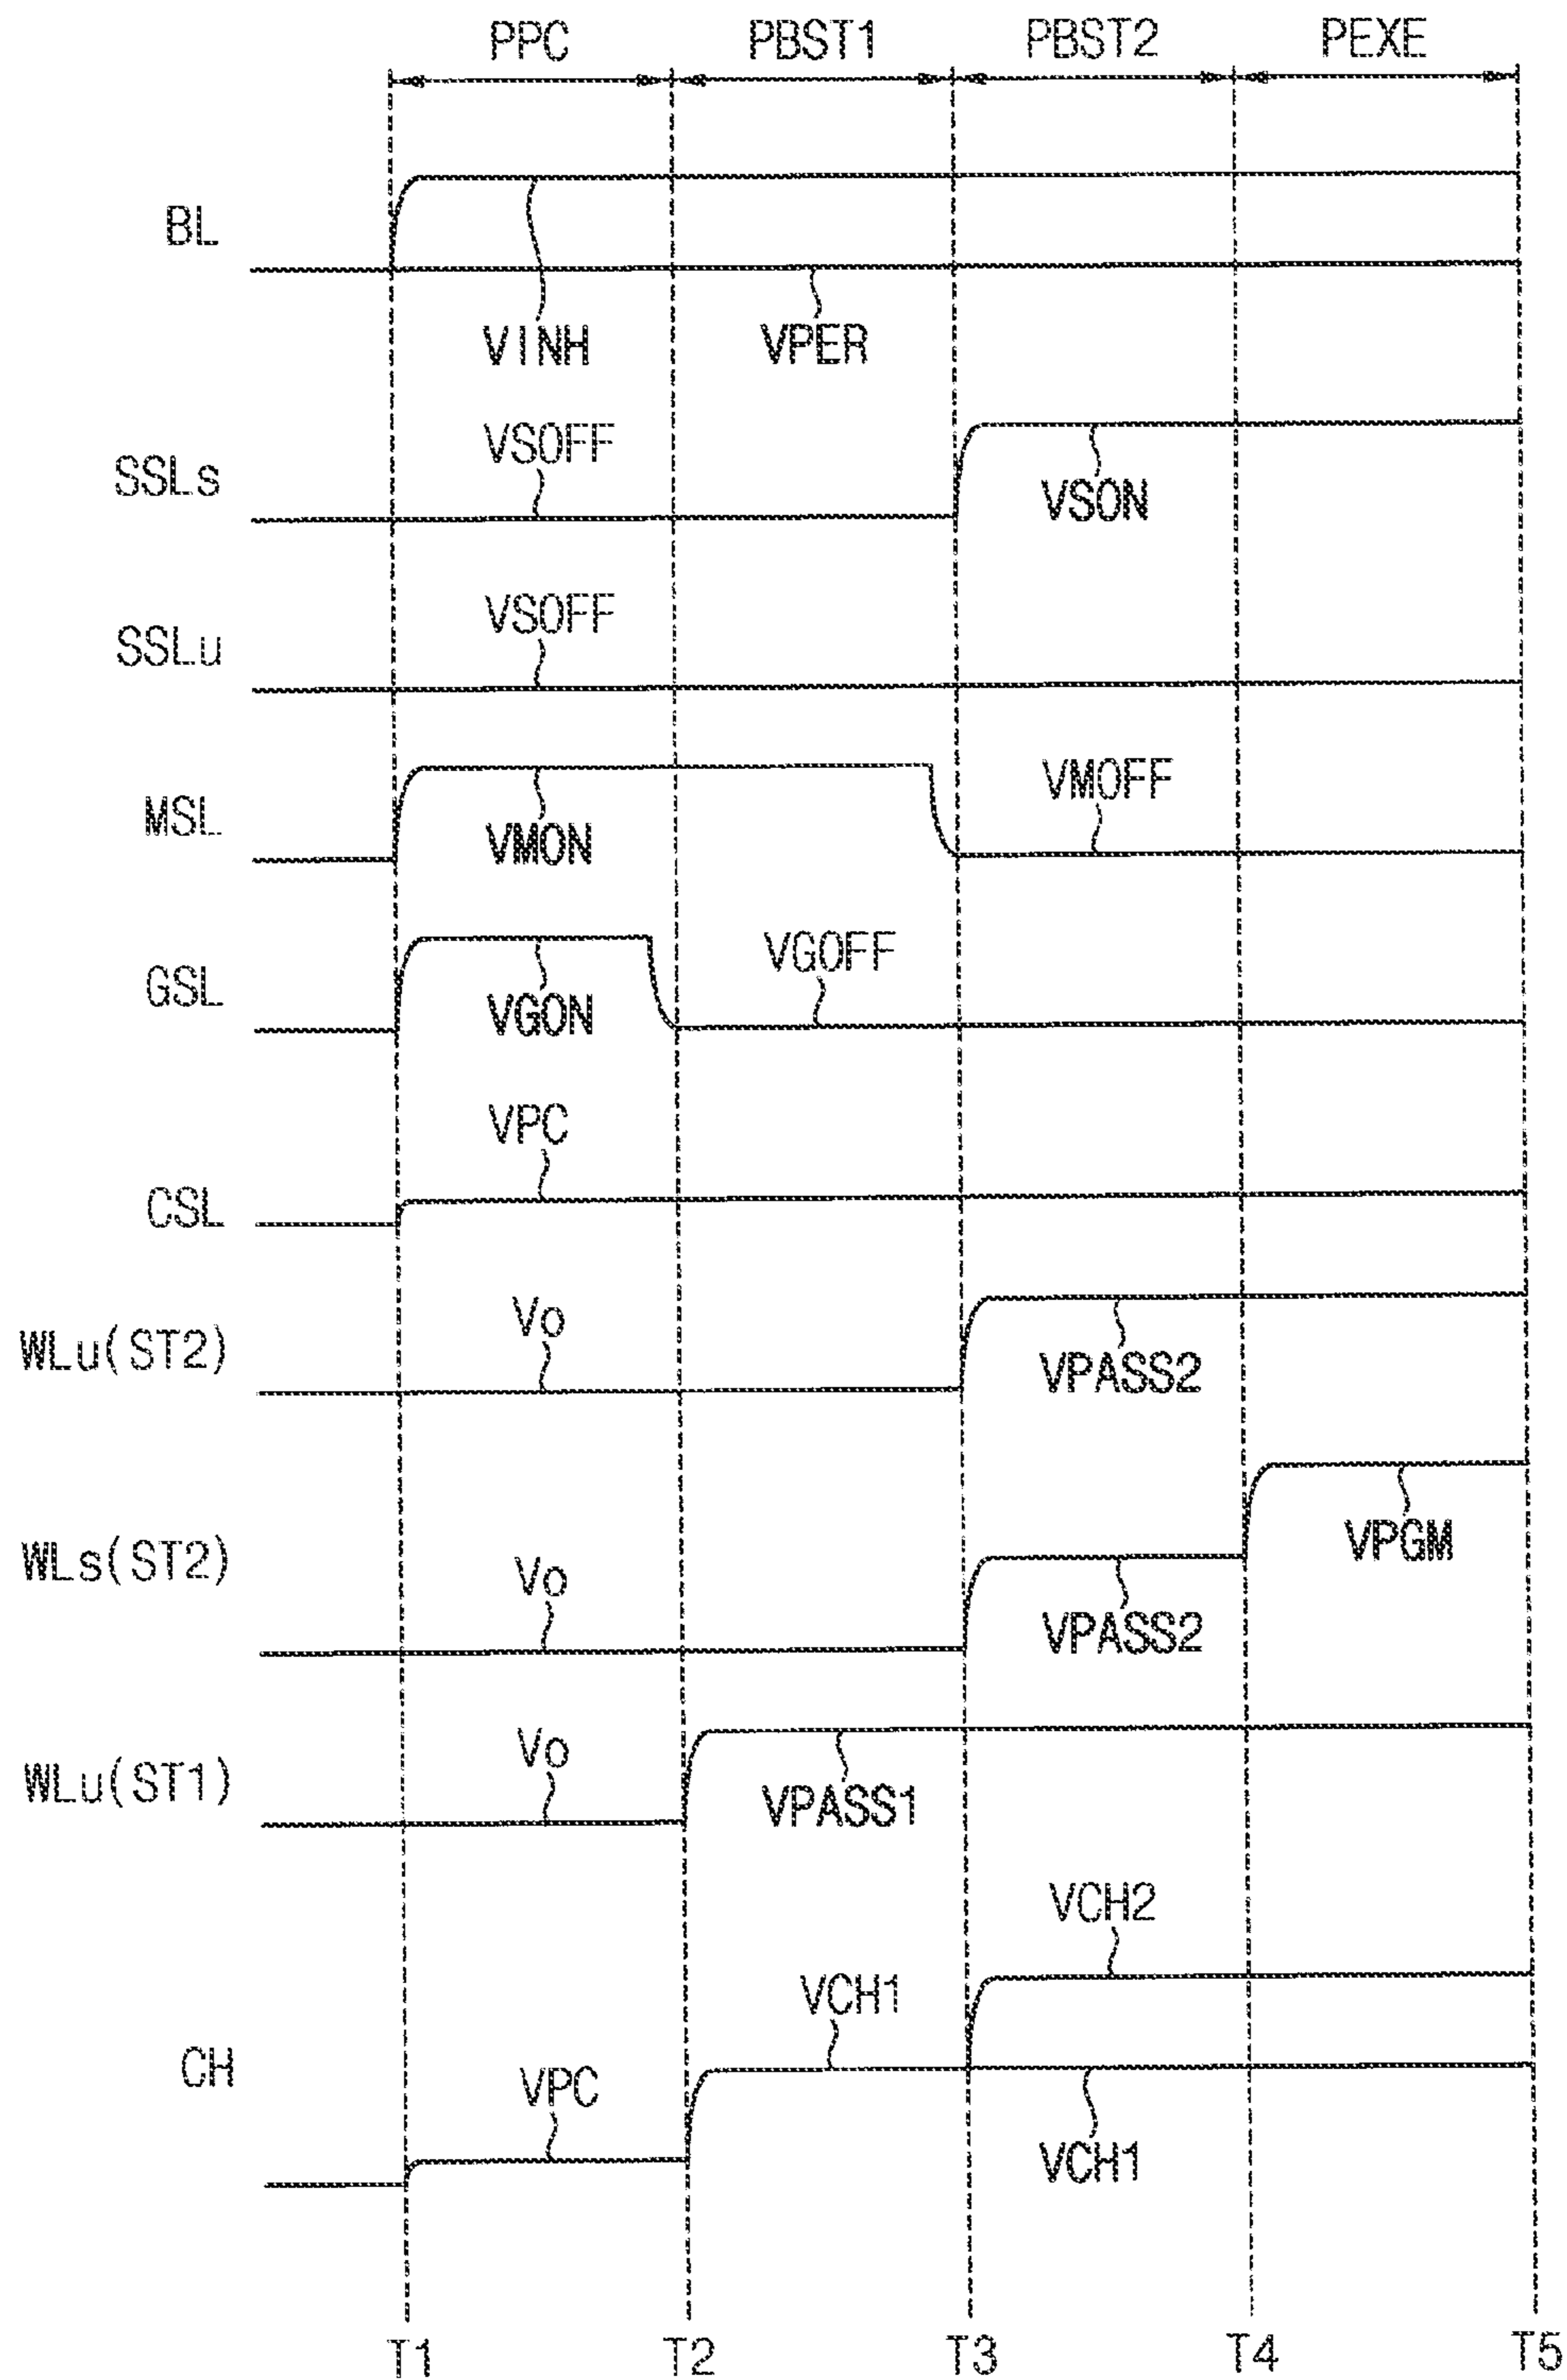 PPC PBST1 PBST2 PEXE
BL
VINH VPER
VSOFF
SSLs
VSON
VSOFF
SSLu
VMOFF
MSL
VMON
VGOFF
GSL
VGON
VPC
CSL
Vo
WLu(ST2)
VPASS2
VPGM
WLs(ST2)
Vo
VPASS2
Vo
WLu(ST1)
VPASS1
VCH2
VCH1
CH
VPC
VCH1
T1 T2 T3 T4 T5